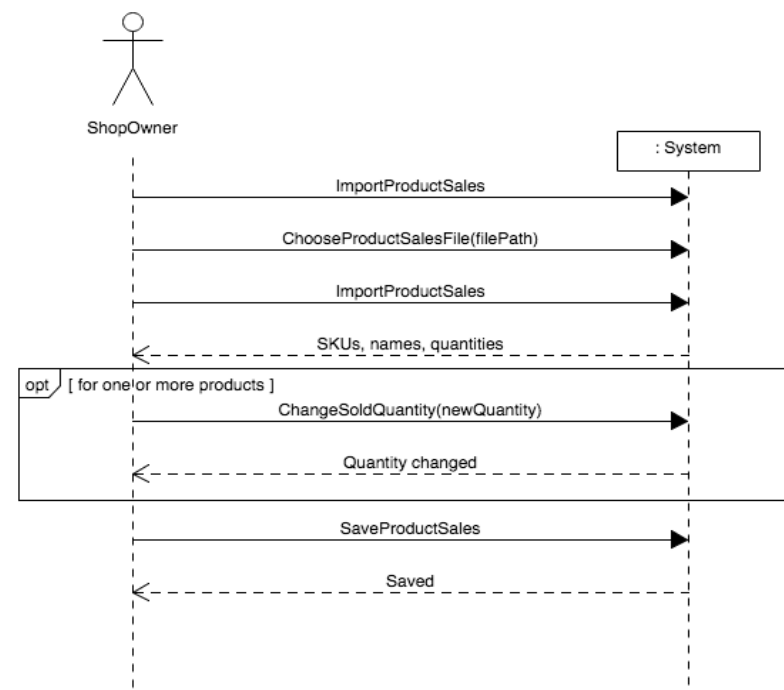 ShopOwner
: System
ImportProductSales
ChooseProductSalesFile(filePath)
ImportProductSales
SKUs, names, quantities
opt [ for one or more products ]
ChangeSoldQuantity(newQuantity)
Quantity changed
SaveProductSales
Saved